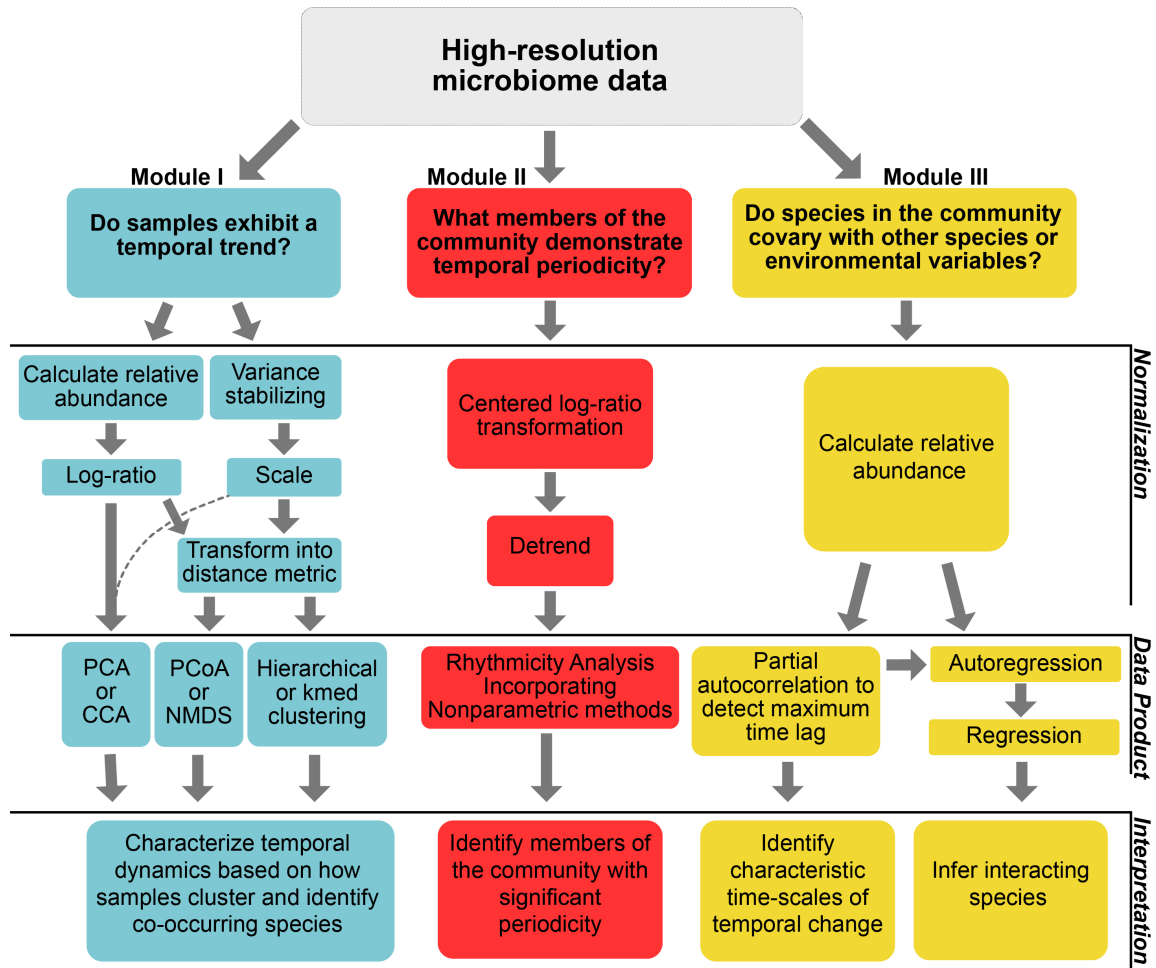 High-resolution
microbiome data
Module I
Do samples exhibit a
temporal trend?
Module II
What members of the
community demonstrate
temporal periodicity?
Module III
Do species in the community
covary with other species or
environmental variables?
Normalization
Calculate relative
abundance
Variance
stabilizing
Log-ratio
Scale
Transform into
distance metric
Centered log-ratio
transformation
Detrend
Calculate relative
abundance
Data Product
PCA
or
CCA
PCoA
or
NMDS
Hierarchical
or kmed
clustering
Rhythmicity Analysis
Incorporating
Nonparametric methods
Partial
autocorrelation to
detect maximum
time lag
Autoregression
Regression
Interpretation
Characterize temporal
dynamics based on how
samples cluster and identify
co-occurring species
Identify members of
the community with
significant
periodicity
Identify
characteristic
time-scales of
temporal change
Infer interacting
species